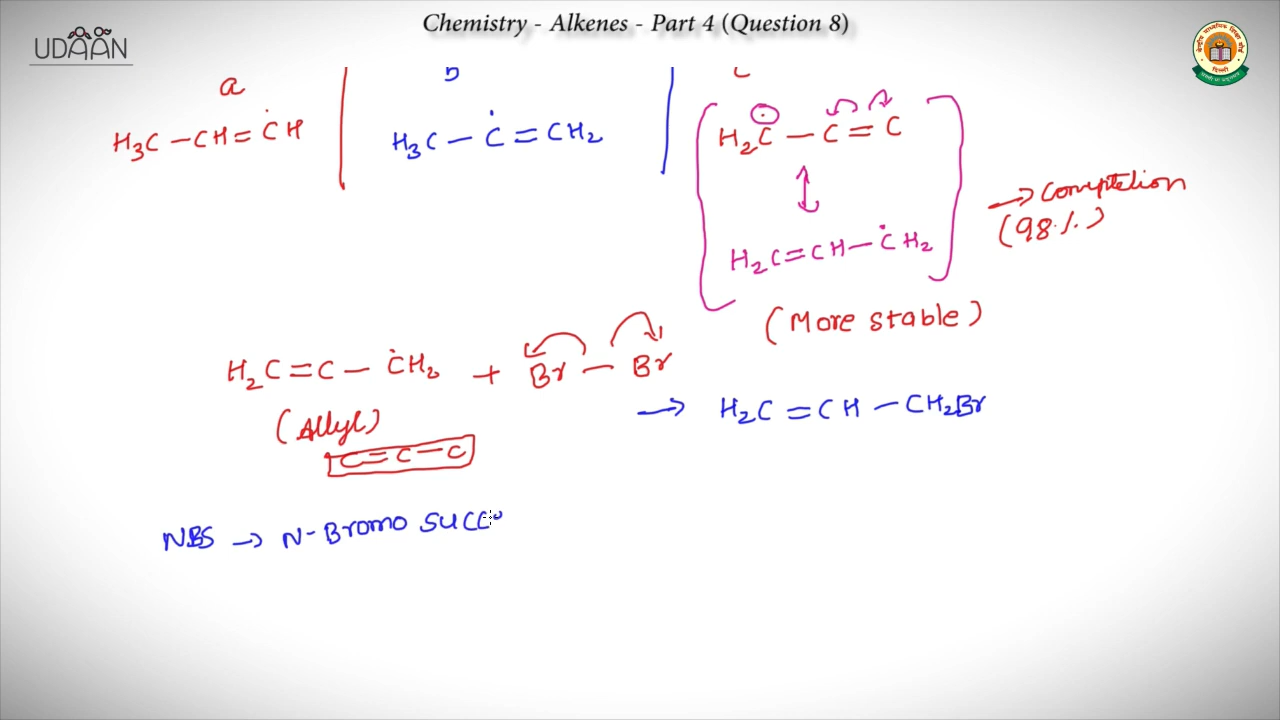 Chemistry - Alkenes - Part 4 (Question 8)
UDAAN
a
b
c
H3C - CH = ĊH
H3C - Ċ = CH2
H2C - C = C
H2C = CH - ĊH2
→ Completion
(98%)
(More stable)
H2C = C - ĊH2 + Br - Br
→ H2C = CH - CH2Br
(Allyl)
C = C - C
NBS → N-Bromo succ